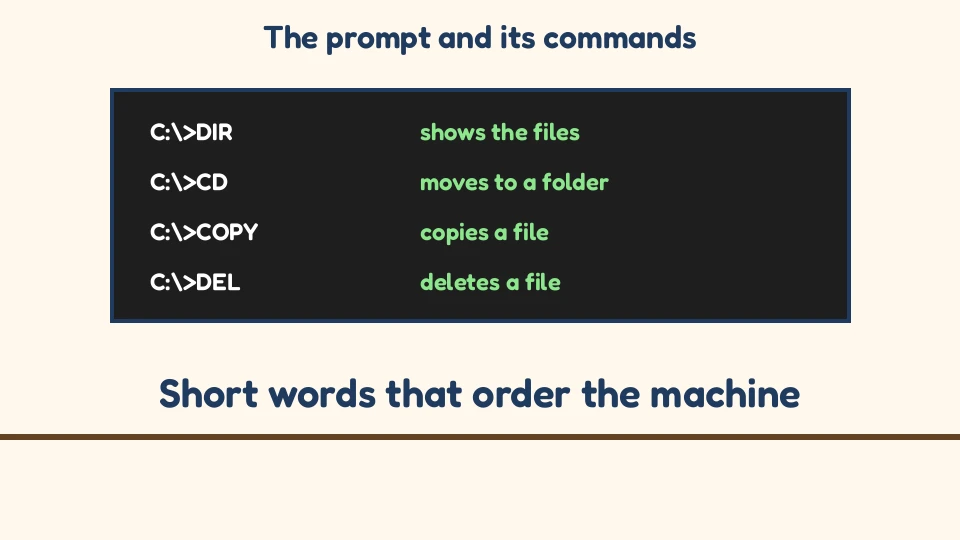 The prompt and its commands
C:\>DIR shows the files
C:\>CD moves to a folder
C:\>COPY copies a file
C:\>DEL deletes a file
Short words that order the machine